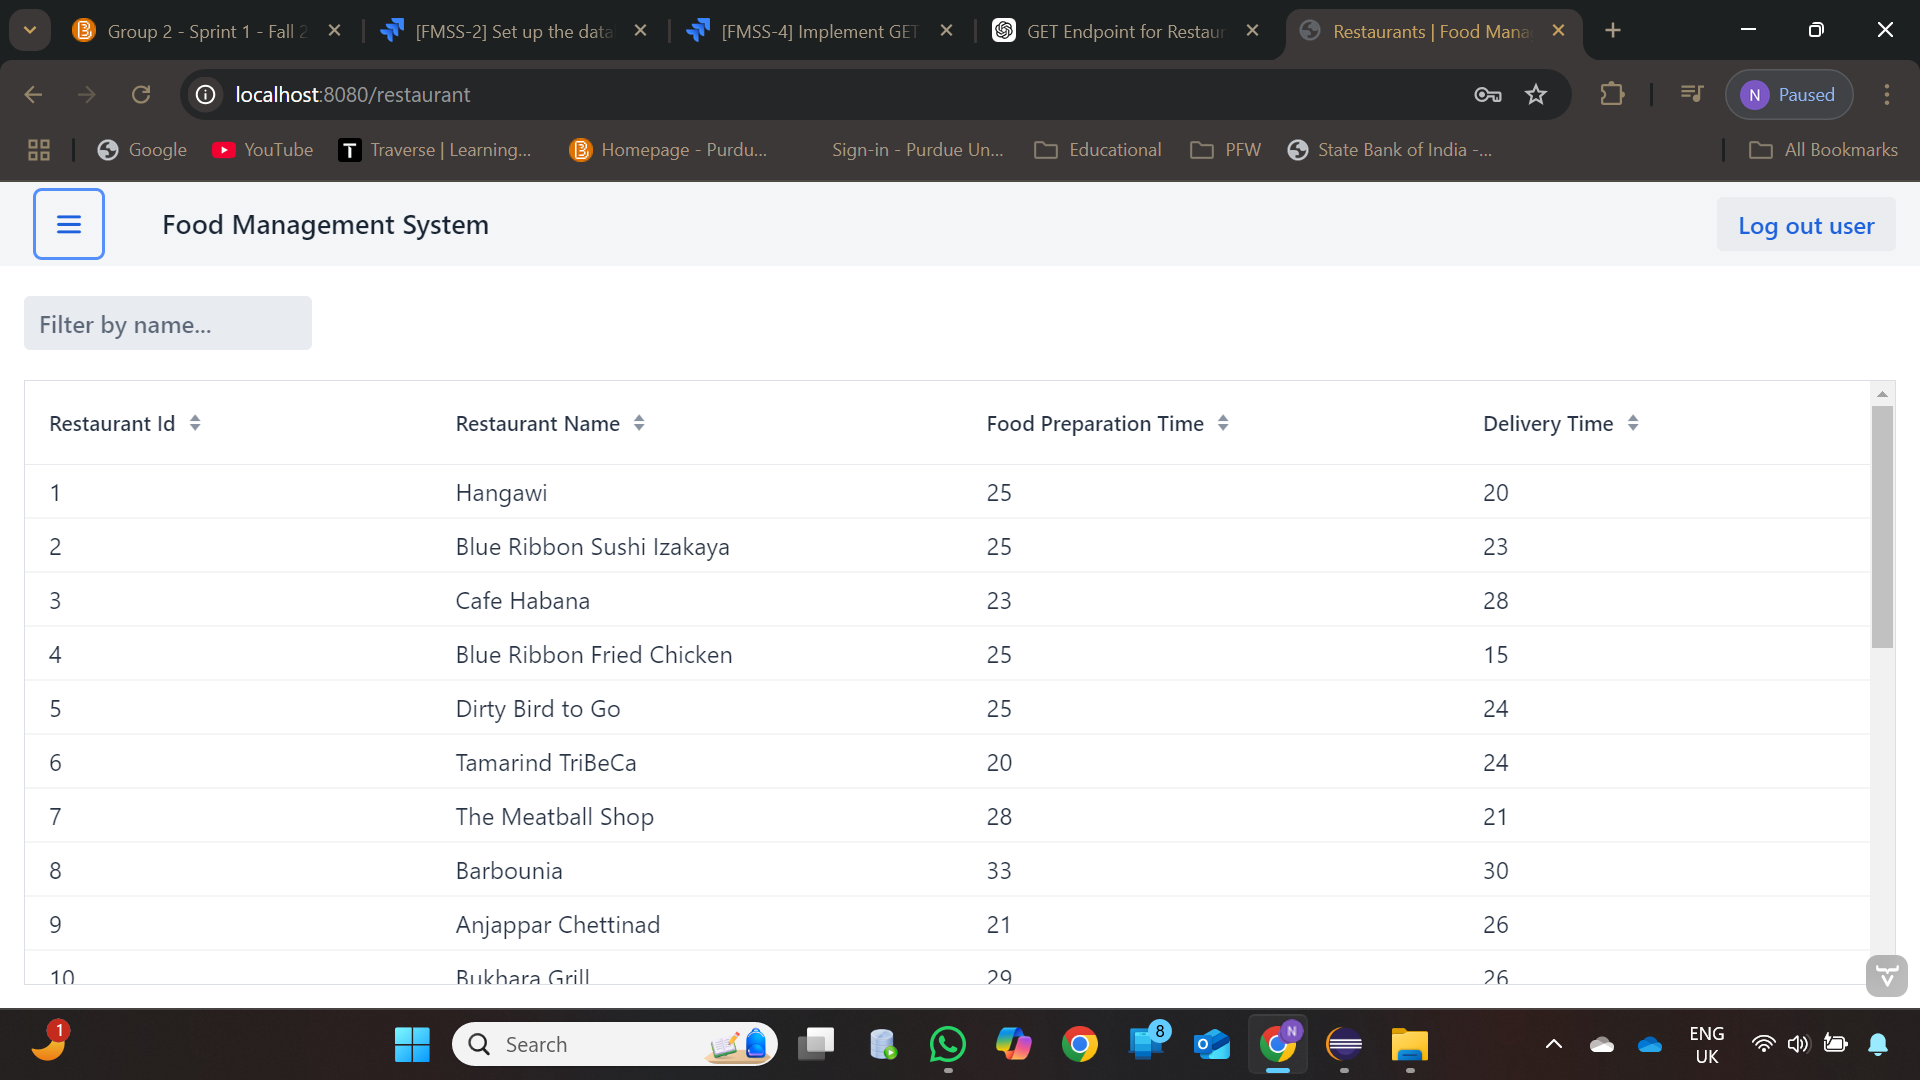 Group 2 - Sprint 1 - Fall 2
[FMSS-2] Set up the data
[FMSS-4] Implement GET
GET Endpoint for Restaur
Restaurants | Food Mana
localhost:8080/restaurant
N Paused
Google
YouTube
T Traverse | Learning...
Homepage - Purdu...
Sign-in - Purdue Un...
Educational
PFW
State Bank of India -...
All Bookmarks
Food Management System
Log out user
Filter by name...
Restaurant Id Restaurant Name Food Preparation Time Delivery Time
1 Hangawi 25 20
2 Blue Ribbon Sushi Izakaya 25 23
3 Cafe Habana 23 28
4 Blue Ribbon Fried Chicken 25 15
5 Dirty Bird to Go 25 24
6 Tamarind TriBeCa 20 24
7 The Meatball Shop 28 21
8 Barbounia 33 30
9 Anjappar Chettinad 21 26
10 Bukhara Grill 29 26
1
Search
8
N
ENG
UK